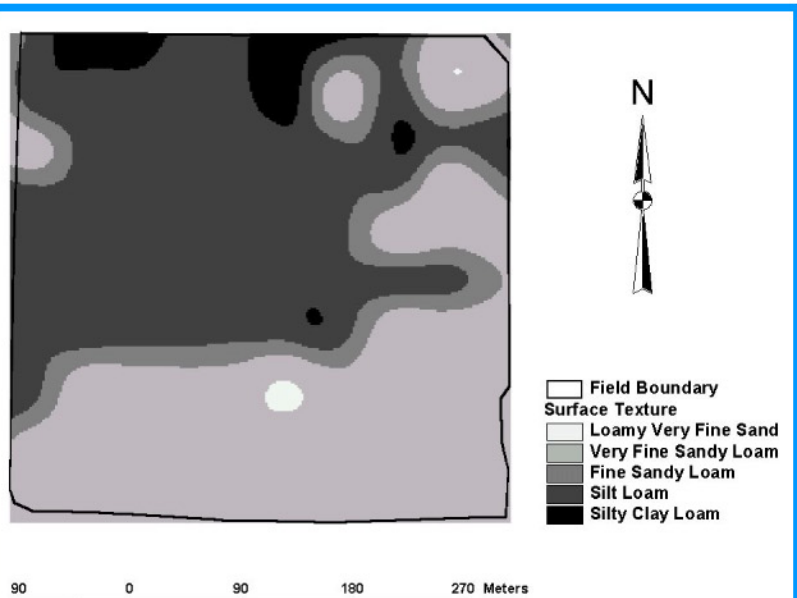 N
Field Boundary
Surface Texture
Loamy Very Fine Sand
Very Fine Sandy Loam
Fine Sandy Loam
Silt Loam
Silty Clay Loam
90 0 90 180 270 Meters